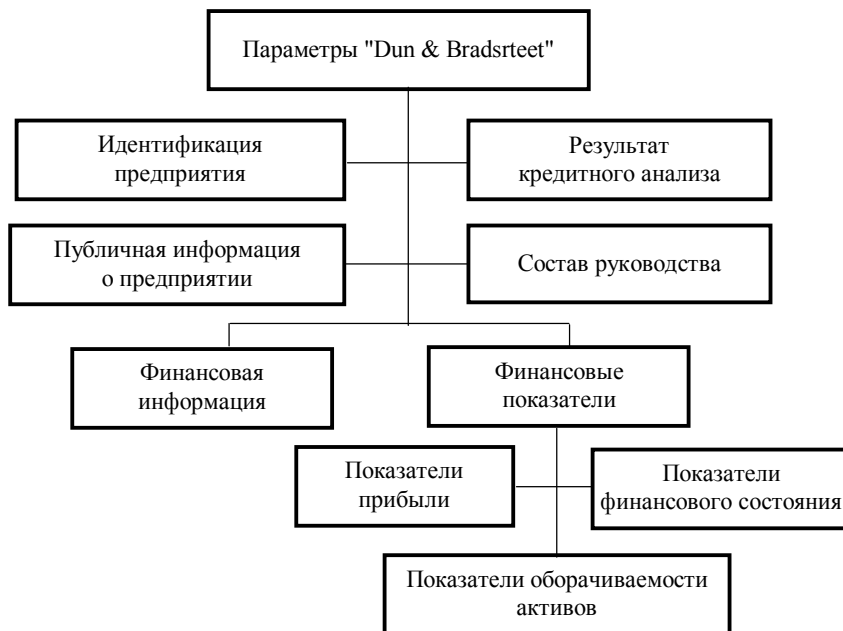 Параметры "Dun & Bradsrteet"
Идентификация
предприятия
Результат
кредитного анализа
Публичная информация
о предприятии
Состав руководства
Финансовая
информация
Финансовые
показатели
Показатели
прибыли
Показатели
финансового состояния
Показатели оборачиваемости
активов